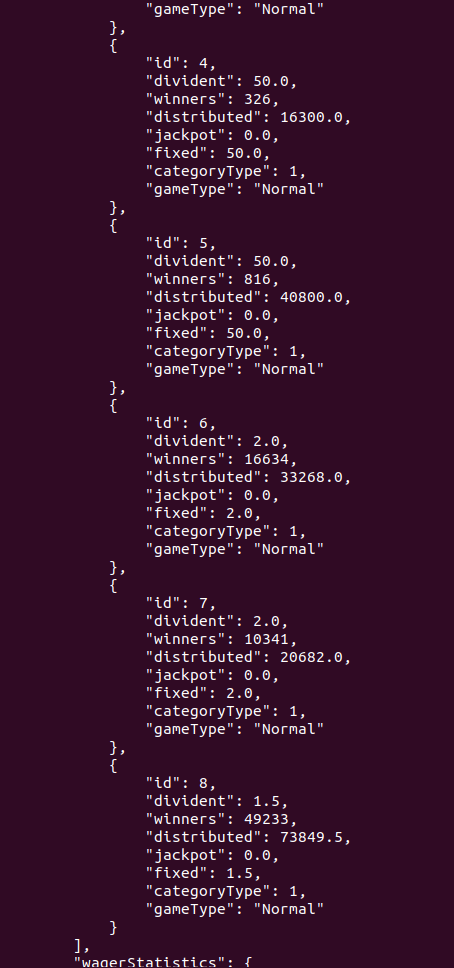 "gameType": "Normal"
},
{
"id": 4,
"divident": 50.0,
"winners": 326,
"distributed": 16300.0,
"jackpot": 0.0,
"fixed": 50.0,
"categoryType": 1,
"gameType": "Normal"
},
{
"id": 5,
"divident": 50.0,
"winners": 816,
"distributed": 40800.0,
"jackpot": 0.0,
"fixed": 50.0,
"categoryType": 1,
"gameType": "Normal"
},
{
"id": 6,
"divident": 2.0,
"winners": 16634,
"distributed": 33268.0,
"jackpot": 0.0,
"fixed": 2.0,
"categoryType": 1,
"gameType": "Normal"
},
{
"id": 7,
"divident": 2.0,
"winners": 10341,
"distributed": 20682.0,
"jackpot": 0.0,
"fixed": 2.0,
"categoryType": 1,
"gameType": "Normal"
},
{
"id": 8,
"divident": 1.5,
"winners": 49233,
"distributed": 73849.5,
"jackpot": 0.0,
"fixed": 1.5,
"categoryType": 1,
"gameType": "Normal"
}
],
"wagerStatistics": {